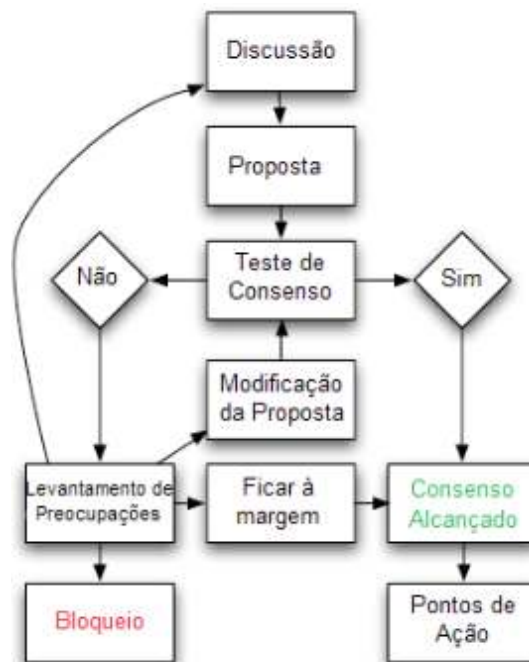 Discussão
Proposta
Não
Teste de
Consenso
Sim
Modificação
da Proposta
Levantamento de
Preocupações
Ficar à
margem
Consenso
Alcançado
Bloqueio
Pontos de
Ação